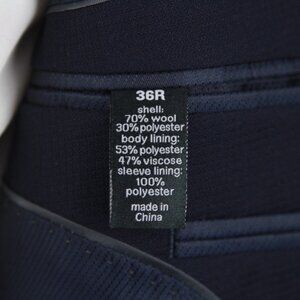 36R
shell:
70% wool
30%polyester
body lining:
53%polyester
47% viscose
sleeve lining:
100%
polyester
made in
China